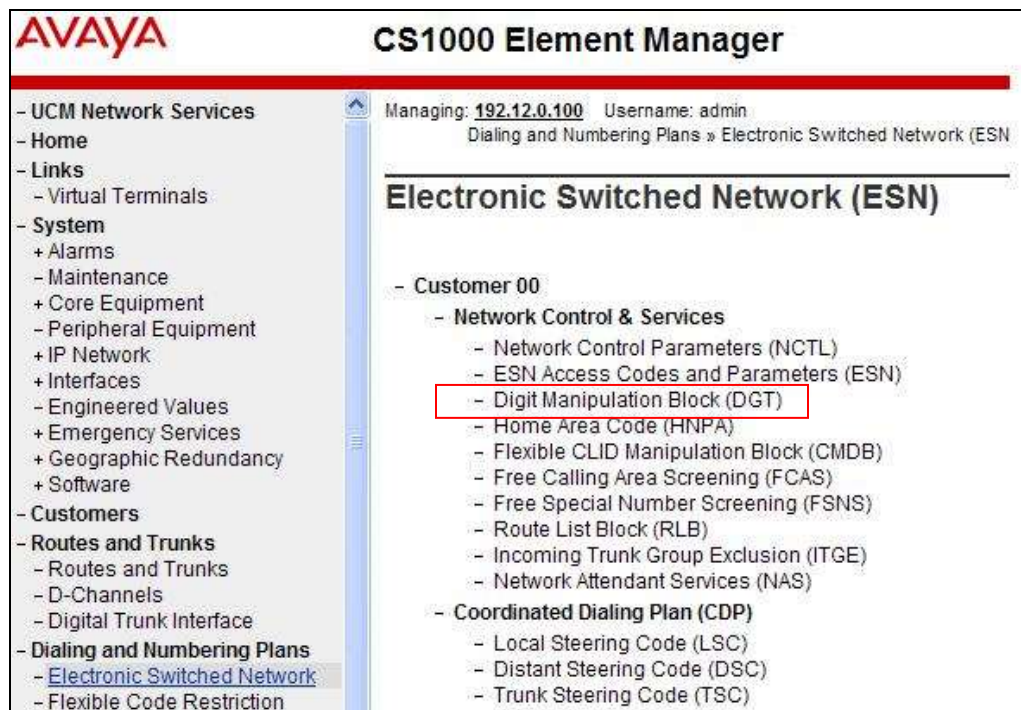 AVAYA
CS1000 Element Manager
- UCM Network Services
- Home
- Links
- Virtual Terminals
- System
+ Alarms
- Maintenance
+ Core Equipment
- Peripheral Equipment
+ IP Network
+ Interfaces
- Engineered Values
+ Emergency Services
+ Geographic Redundancy
+ Software
- Customers
- Routes and Trunks
- Routes and Trunks
- D-Channels
- Digital Trunk Interface
- Dialing and Numbering Plans
- Electronic Switched Network
- Flexible Code Restriction
Managing: 192.12.0.100 Username: admin
Dialing and Numbering Plans » Electronic Switched Network (ESN
Electronic Switched Network (ESN)
- Customer 00
- Network Control & Services
- Network Control Parameters (NCTL)
- ESN Access Codes and Parameters (ESN)
- Digit Manipulation Block (DGT)
- Home Area Code (HNPA)
- Flexible CLID Manipulation Block (CMDB)
- Free Calling Area Screening (FCAS)
- Free Special Number Screening (FSNS)
- Route List Block (RLB)
- Incoming Trunk Group Exclusion (ITGE)
- Network Attendant Services (NAS)
- Coordinated Dialing Plan (CDP)
- Local Steering Code (LSC)
- Distant Steering Code (DSC)
- Trunk Steering Code (TSC)